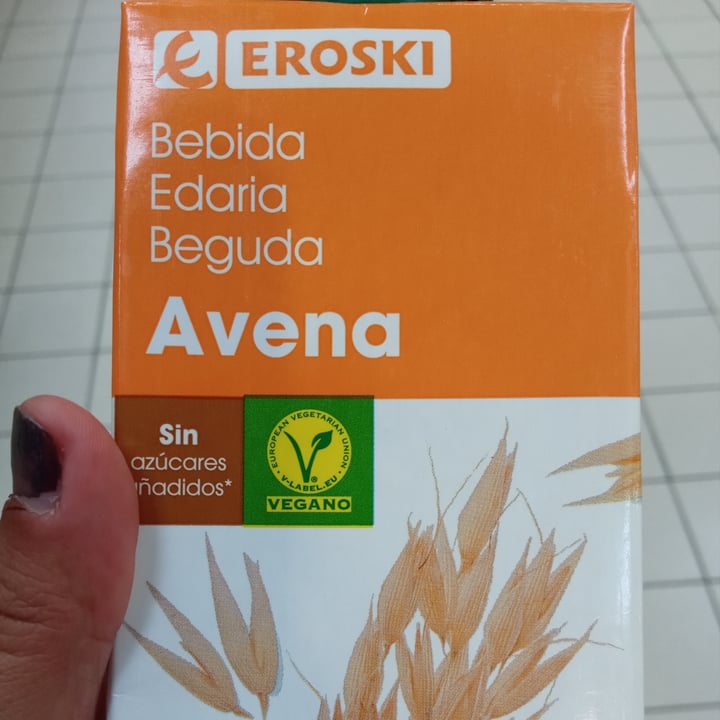 EROSKI
Bebida
Edaria
Beguda
Avena
Sin
azúcares
añadidos*
EUROPEAN VEGETARIAN UNION
V-LABEL.EU
VEGANO